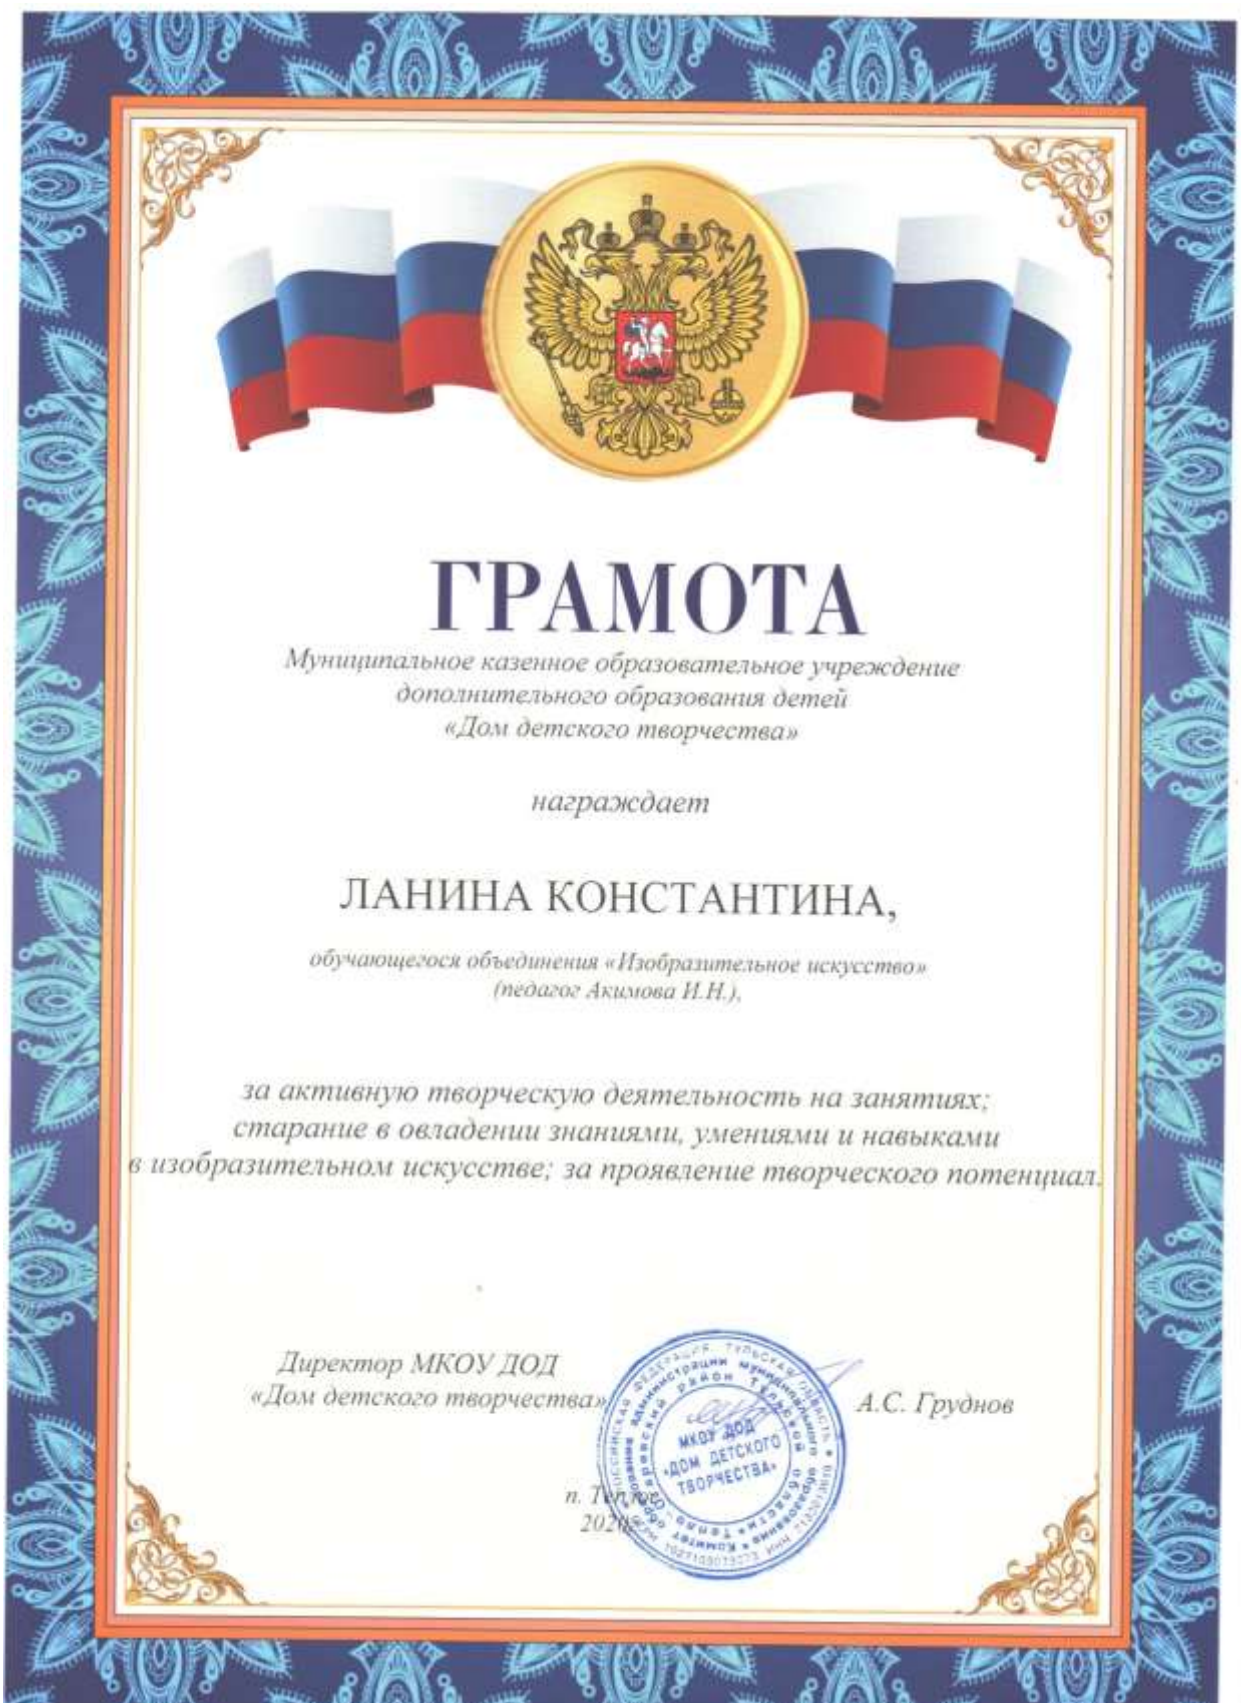 ГРАМОТА
Муниципальное казенное образовательное учреждение
дополнительного образования детей
«Дом детского творчества»
награждает
ЛАНИНА КОНСТАНТИНА,
обучающегося объединения «Изобразительное искусство»
(педагог Акимова И.Н.),
за активную творческую деятельность на занятиях;
старание в овладении знаниями, умениями и навыками
в изобразительном искусстве; за проявление творческого потенциал.
Директор МКОУ ДОД
«Дом детского творчества»
А.С. Груднов
МКОУ ДОД
«ДОМ ДЕТСКОГО
ТВОРЧЕСТВА»
п. Теплое
2020г.